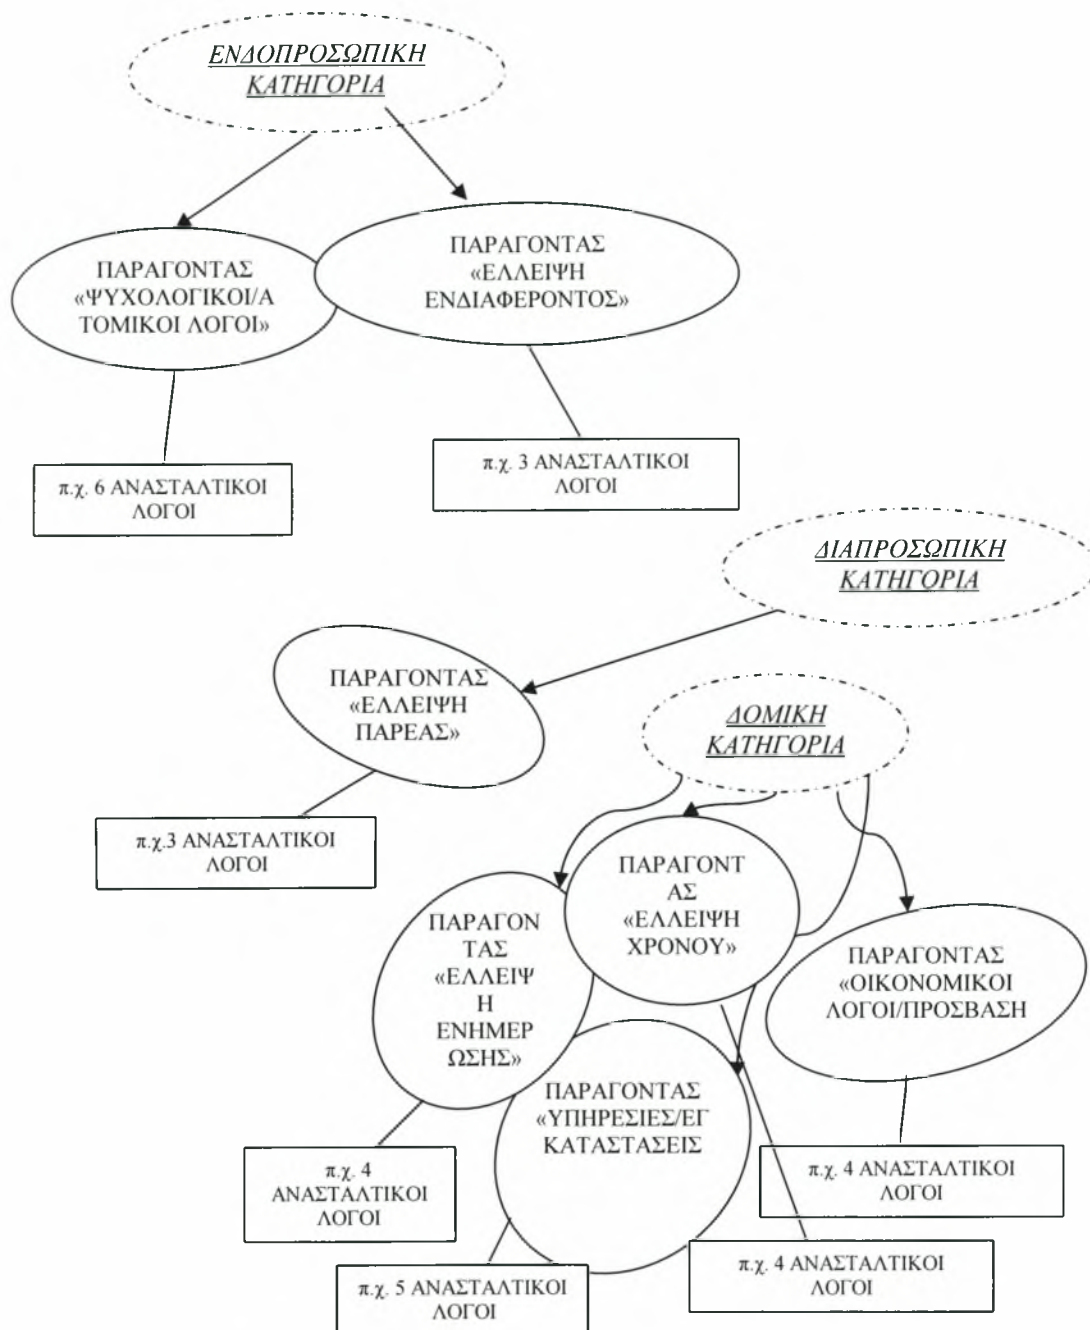 ΕΝΔΟΠΡΟΣΩΠΙΚΗ
ΚΑΤΗΓΟΡΙΑ
ΠΑΡΑΓΟΝΤΑΣ
«ΨΥΧΟΛΟΓΙΚΟΙ/Α
ΤΟΜΙΚΟΙ ΛΟΓΟΙ»
ΠΑΡΑΓΟΝΤΑΣ
«ΕΛΛΕΙΨΗ
ΕΝΔΙΑΦΕΡΟΝΤΟΣ»
π.χ. 6 ΑΝΑΣΤΑΛΤΙΚΟΙ
ΛΟΓΟΙ
π.χ. 3 ΑΝΑΣΤΑΛΤΙΚΟΙ
ΛΟΓΟΙ
ΔΙΑΠΡΟΣΩΠΙΚΗ
ΚΑΤΗΓΟΡΙΑ
ΠΑΡΑΓΟΝΤΑΣ
«ΕΛΛΕΙΨΗ
ΠΑΡΕΑΣ»
π.χ.3 ΑΝΑΣΤΑΛΤΙΚΟΙ
ΛΟΓΟΙ
ΔΟΜΙΚΗ
ΚΑΤΗΓΟΡΙΑ
ΠΑΡΑΓΟΝ
ΤΑΣ
«ΕΛΛΕΙΨ
Η
ΕΝΗΜΕΡ
ΩΣΗΣ»
ΠΑΡΑΓΟΝΤ
ΑΣ
«ΕΛΛΕΙΨΗ
ΧΡΟΝΟΥ»
ΠΑΡΑΓΟΝΤΑΣ
«ΟΙΚΟΝΟΜΙΚΟΙ
ΛΟΓΟΙ/ΠΡΟΣΒΑΣΗ
ΠΑΡΑΓΟΝΤΑΣ
«ΥΠΗΡΕΣΙΕΣ/ΕΓ
ΚΑΤΑΣΤΑΣΕΙΣ
π.χ. 4
ΑΝΑΣΤΑΛΤΙΚΟΙ
ΛΟΓΟΙ
π.χ. 4 ΑΝΑΣΤΑΛΤΙΚΟΙ
ΛΟΓΟΙ
π.χ. 5 ΑΝΑΣΤΑΛΤΙΚΟΙ
ΛΟΓΟΙ
π.χ. 4 ΑΝΑΣΤΑΛΤΙΚΟΙ
ΛΟΓΟΙ